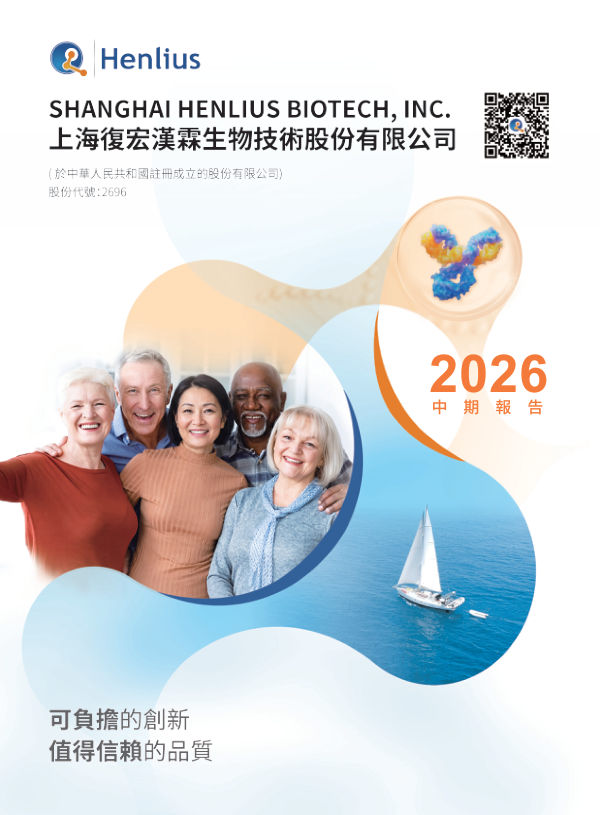 Henlius
SHANGHAI HENLIUS BIOTECH, INC.
上海復宏漢霖生物技術股份有限公司
(於中華人民共和國註冊成立的股份有限公司)
股份代號：2696
2026
中期報告
可負擔的創新
值得信賴的品質